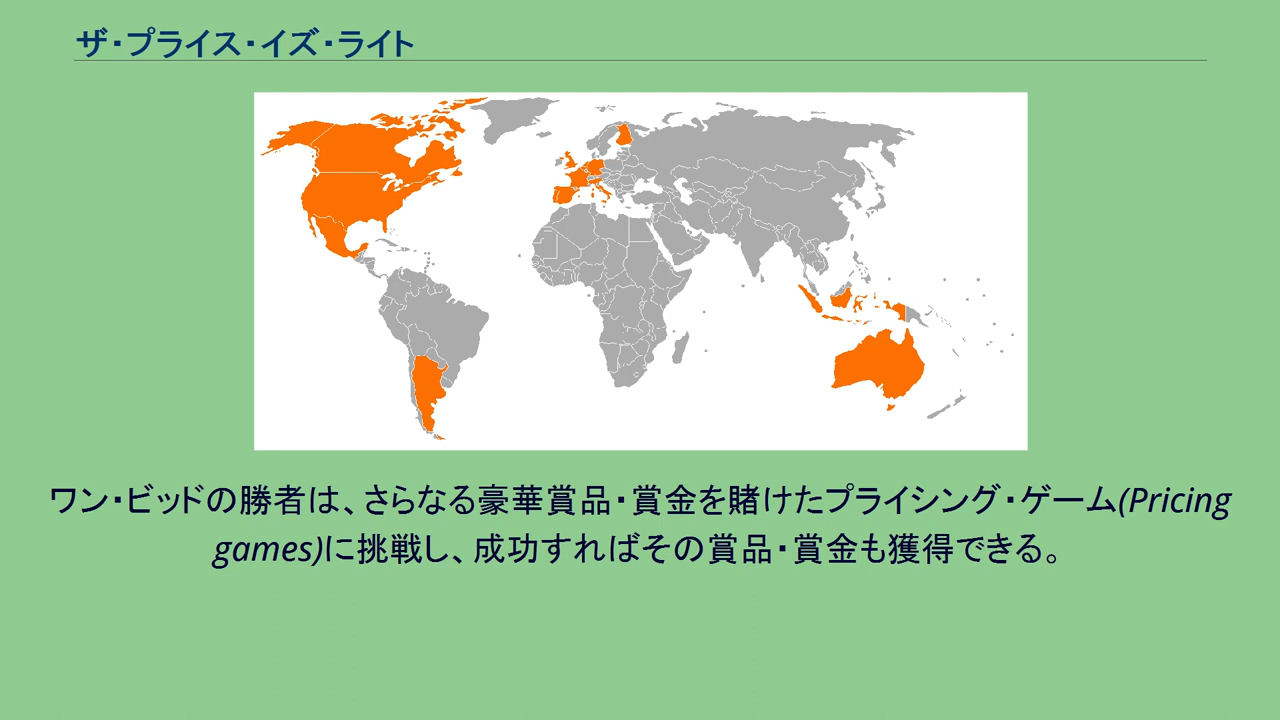 ザ・プライス・イズ・ライト
ワン・ビッドの勝者は、さらなる豪華賞品・賞金を賭けたプライシング・ゲーム(Pricing
games)に挑戦し、成功すればその賞品・賞金も獲得できる。